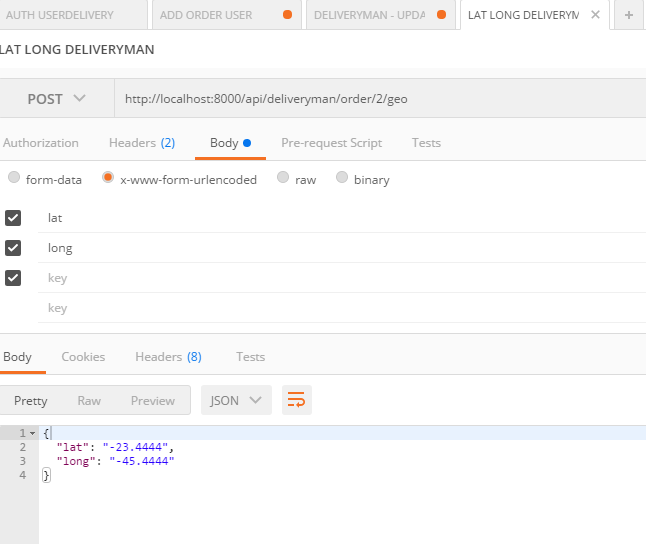 AUTH USERDELIVERY ADD ORDER USER DELIVERYMAN - UPDA LAT LONG DELIVERYM × +
LAT LONG DELIVERYMAN
POST http://localhost:8000/api/deliveryman/order/2/geo
Authorization Headers (2) Body Pre-request Script Tests
form-data x-www-form-urlencoded raw binary
lat
long
key
key
Body Cookies Headers (8) Tests
Pretty Raw Preview JSON
1 {
2 "lat": "-23.4444",
3 "long": "-45.4444"
4 }